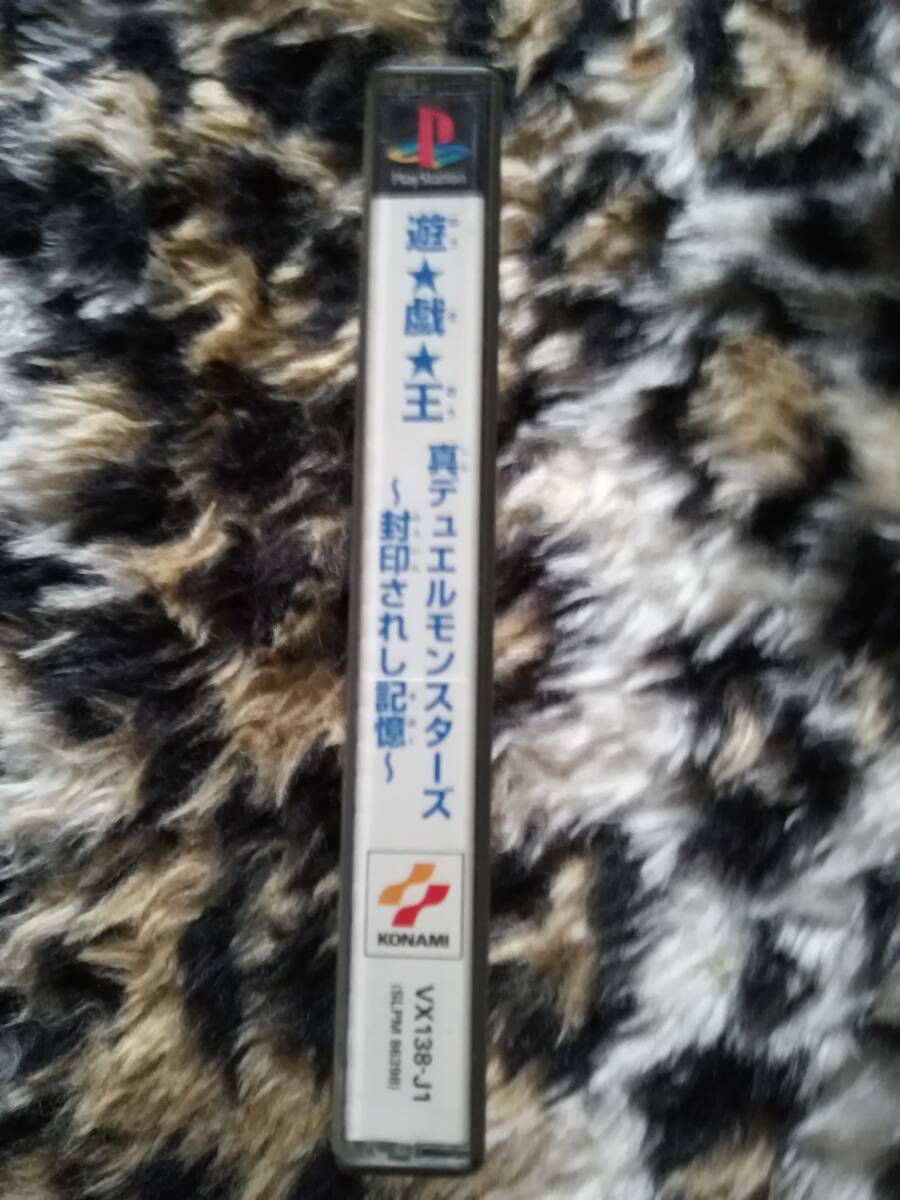 PlayStation
遊★戯★王
真デュエルモンスターズ
～封印されし記憶～
KONAMI
VX138-J1
(SLPM 86398)